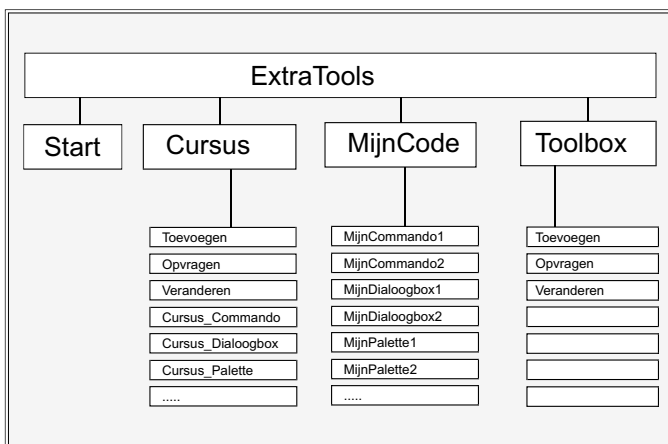 ExtraTools
Start
Cursus
MijnCode
Toolbox
Toevoegen
Opvragen
Veranderen
Cursus_Commando
Cursus_Dialoogbox
Cursus_Palette
.....
MijnCommando1
MijnCommando2
MijnDialoogbox1
MijnDialoogbox2
MijnPalette1
MijnPalette2
.....
Toevoegen
Opvragen
Veranderen